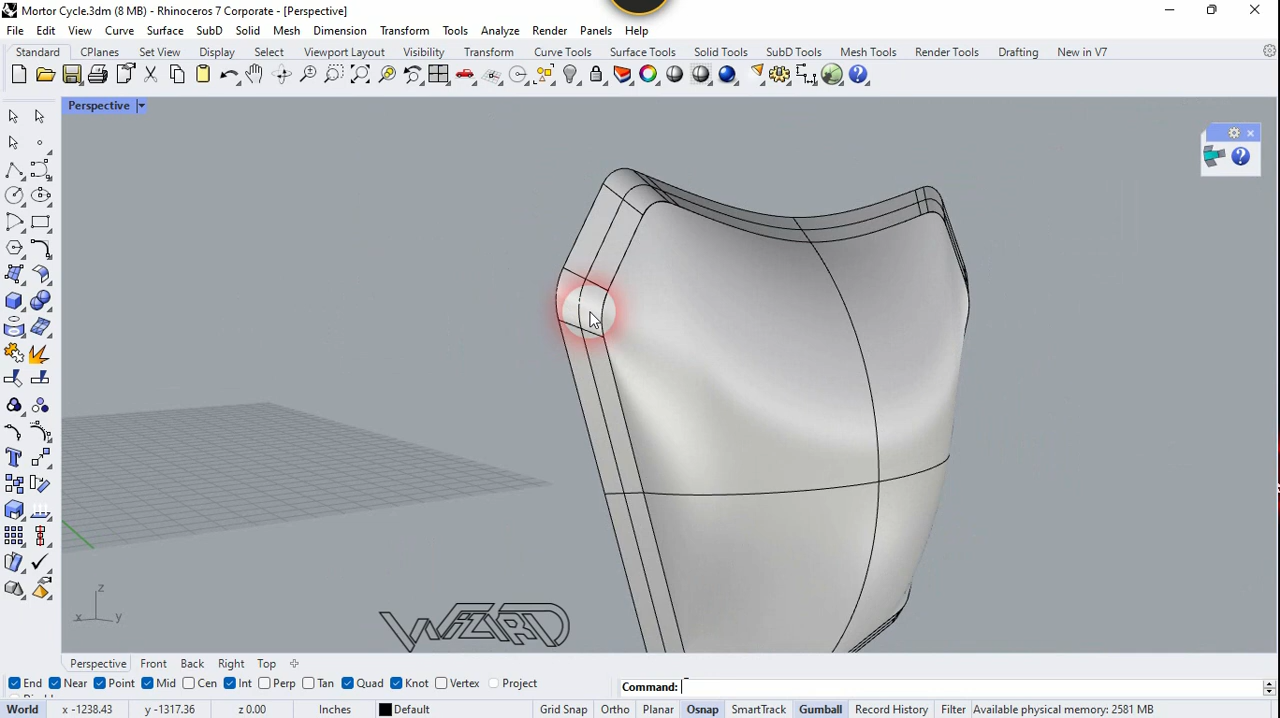 Mortor Cycle.3dm (8 MB) - Rhinoceros 7 Corporate - [Perspective]
File Edit View Curve Surface SubD Solid Mesh Dimension Transform Tools Analyze Render Panels Help
Standard CPlanes Set View Display Select Viewport Layout Visibility Transform Curve Tools Surface Tools Solid Tools SubD Tools Mesh Tools Render Tools Drafting New in V7
Perspective
z
x y
WIZARD
Perspective Front Back Right Top
End Near Point Mid Cen Int Perp Tan Quad Knot Vertex Project
Command:
World x -1238.43 y -1317.36 z 0.00 Inches Default Grid Snap Ortho Planar Osnap SmartTrack Gumball Record History Filter Available physical memory: 2581 MB